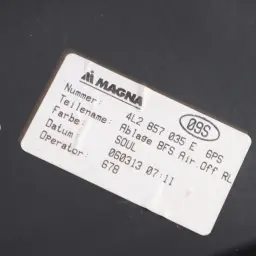 MAGNA
09S
Nummer: 4L2 857 035 E 6PS
Teilename: Ablage BFS Air Off RL
Farbe: SOUL
Datum: 060313 07:11
Operator: 678